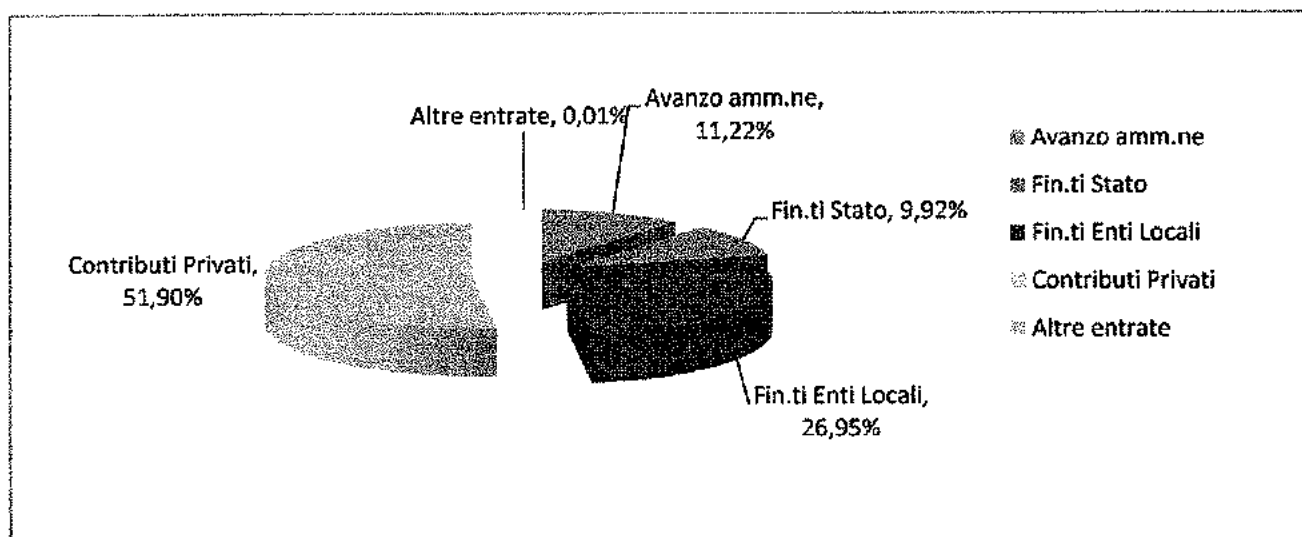 Altre entrate, 0,01%
Avanzo amm.ne,
11,22%
Fin.ti Stato, 9,92%
Contributi Privati,
51,90%
Fin.ti Enti Locali,
26,95%
Avanzo amm.ne
Fin.ti Stato
Fin.ti Enti Locali
Contributi Privati
Altre entrate